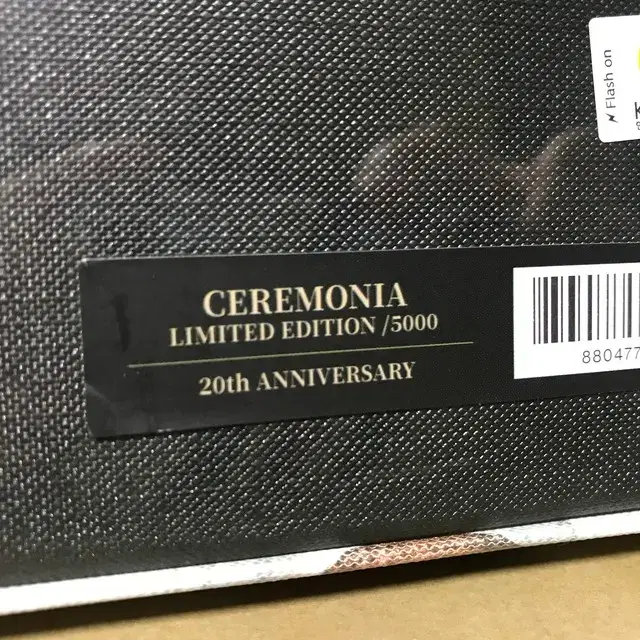 Flash on
CEREMONIA
LIMITED EDITION /5000
20th ANNIVERSARY
880477